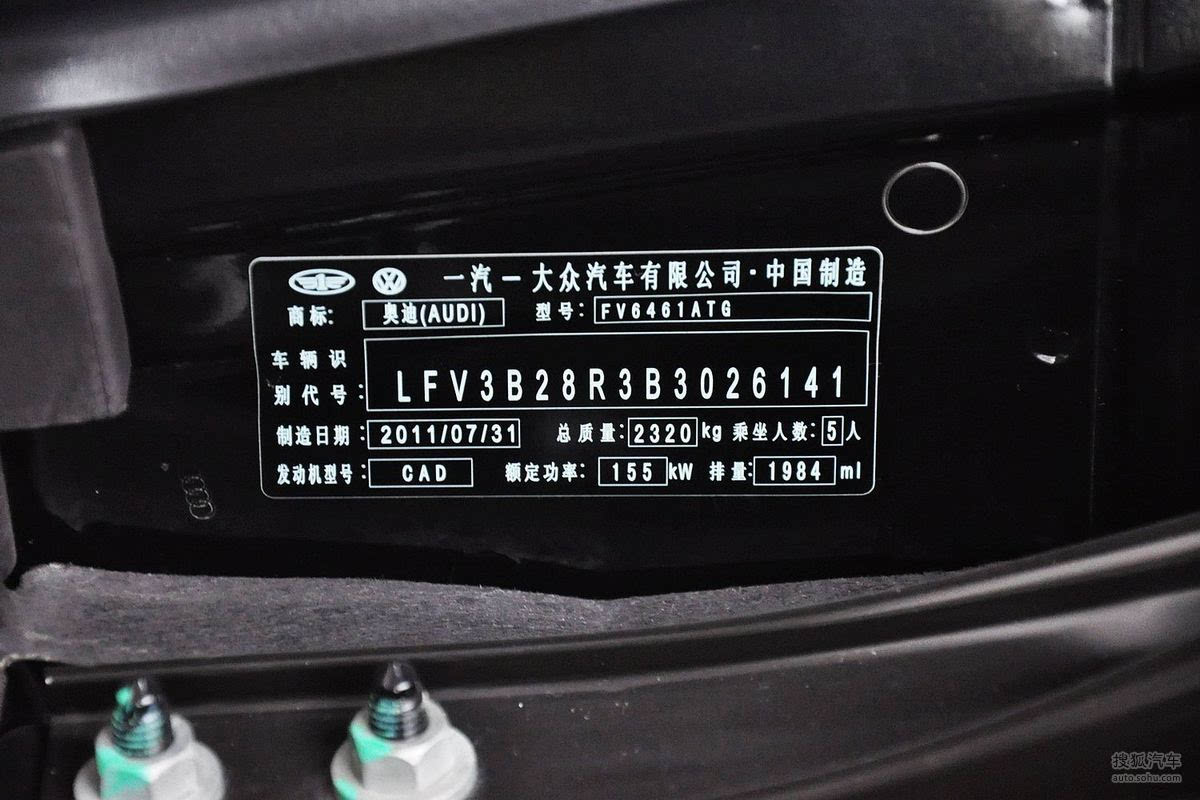 一汽一大众汽车有限公司·中国制造
商标: 奥迪(AUDI) 型号: FV6461ATG
车辆识
别代号: LFV3B28R3B3026141
制造日期: 2011/07/31 总质量: 2320 kg 乘坐人数: 5 人
发动机型号: CAD 额定功率: 155 kW 排量: 1984 ml
搜狐汽车
auto.sohu.com